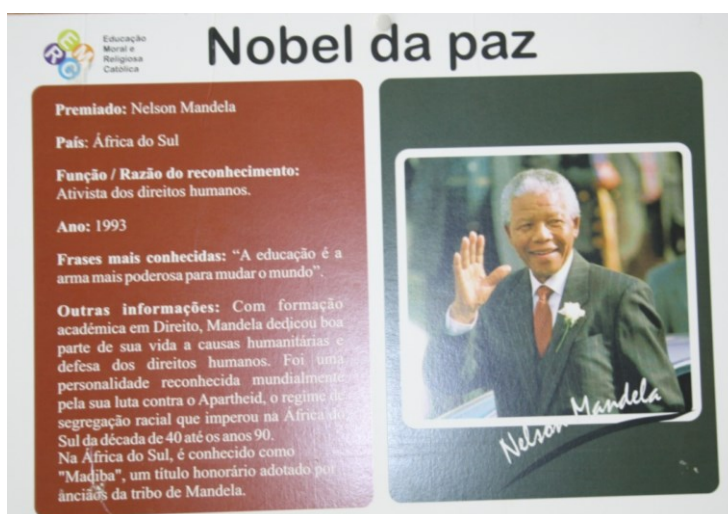 EMRC
Educação
Moral e
Religiosa
Católica
Nobel da paz
Premiado: Nelson Mandela
País: África do Sul
Função / Razão do reconhecimento:
Ativista dos direitos humanos.
Ano: 1993
Frases mais conhecidas: “A educação é a
arma mais poderosa para mudar o mundo”.
Outras informações: Com formação
académica em Direito, Mandela dedicou boa
parte de sua vida a causas humanitárias e
defesa dos direitos humanos. Foi uma
personalidade reconhecida mundialmente
pela sua luta contra o Apartheid, o regime de
segregação racial que imperou na África do
Sul da década de 40 até os anos 90.
Na África do Sul, é conhecido como
"Madiba", um título honorário adotado por
ânciãos da tribo de Mandela.
Nelson Mandela